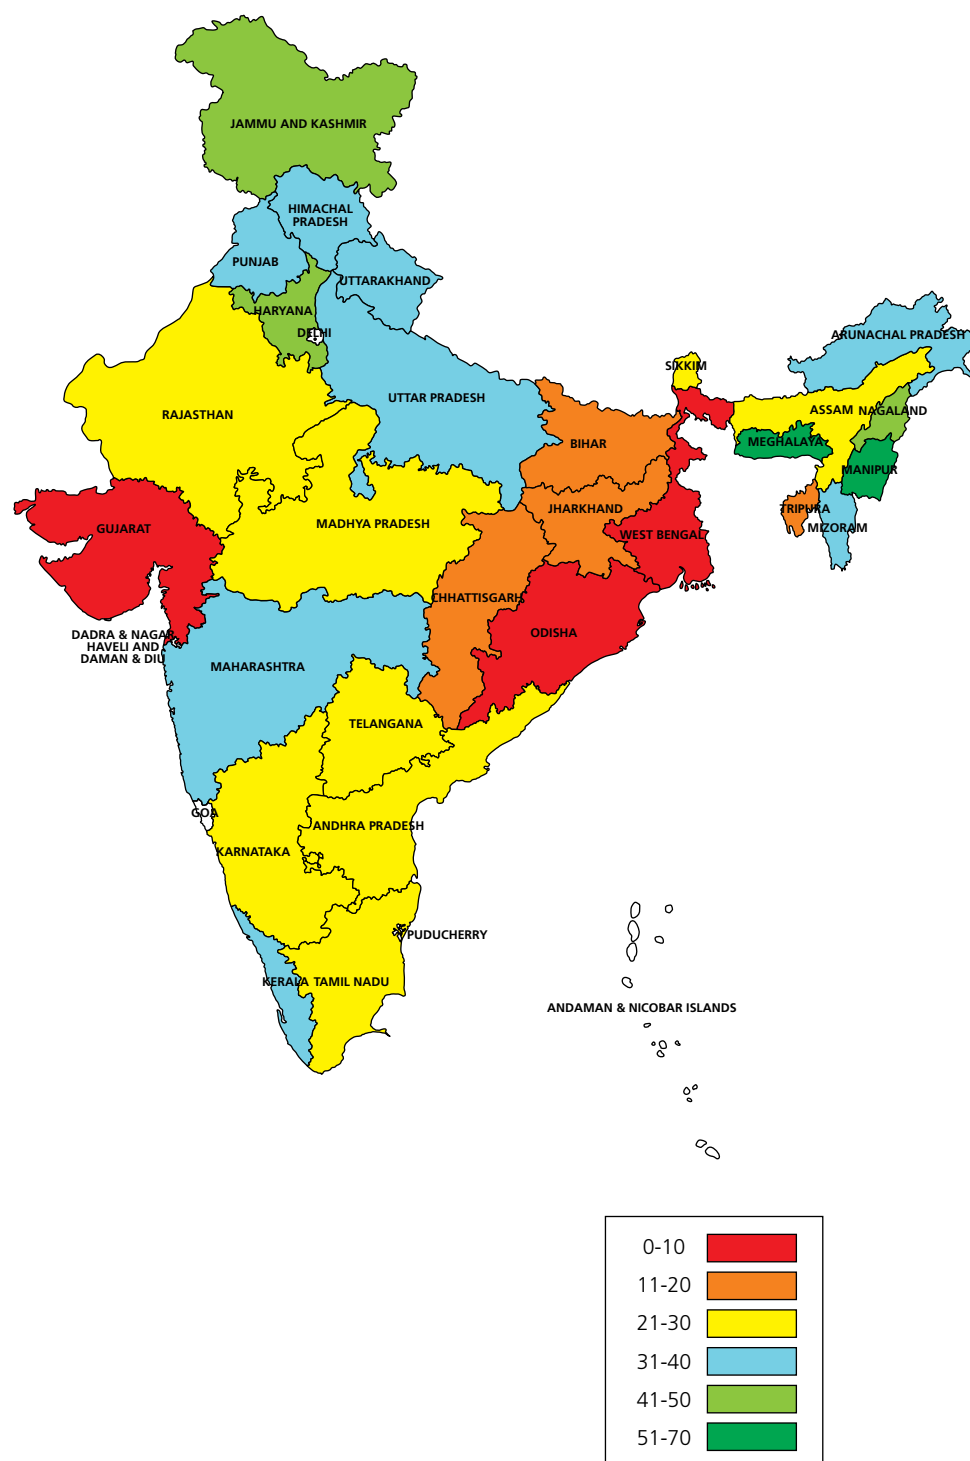 JAMMU AND KASHMIR
HIMACHAL
PRADESH
PUNJAB
UTTARAKHAND
HARYANA
DELHI
ARUNACHAL PRADESH
SIKKIM
UTTAR PRADESH
RAJASTHAN
ASSAM
NAGALAND
BIHAR
MEGHALAYA
MANIPUR
JHARKHAND
TRIPURA
MADHYA PRADESH
GUJARAT
MIZORAM
WEST BENGAL
CHHATTISGARH
ODISHA
DADRA & NAGAR
HAVELI AND
DAMAN & DIU
MAHARASHTRA
TELANGANA
GOA
ANDHRA PRADESH
KARNATAKA
PUDUCHERRY
KERALA
TAMIL NADU
ANDAMAN & NICOBAR ISLANDS
0-10
11-20
21-30
31-40
41-50
51-70